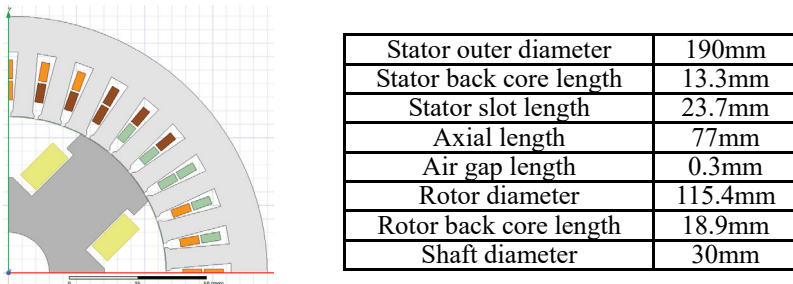 Stator outer diameter 190mm
Stator back core length 13.3mm
Stator slot length 23.7mm
Axial length 77mm
Air gap length 0.3mm
Rotor diameter 115.4mm
Rotor back core length 18.9mm
Shaft diameter 30mm
0